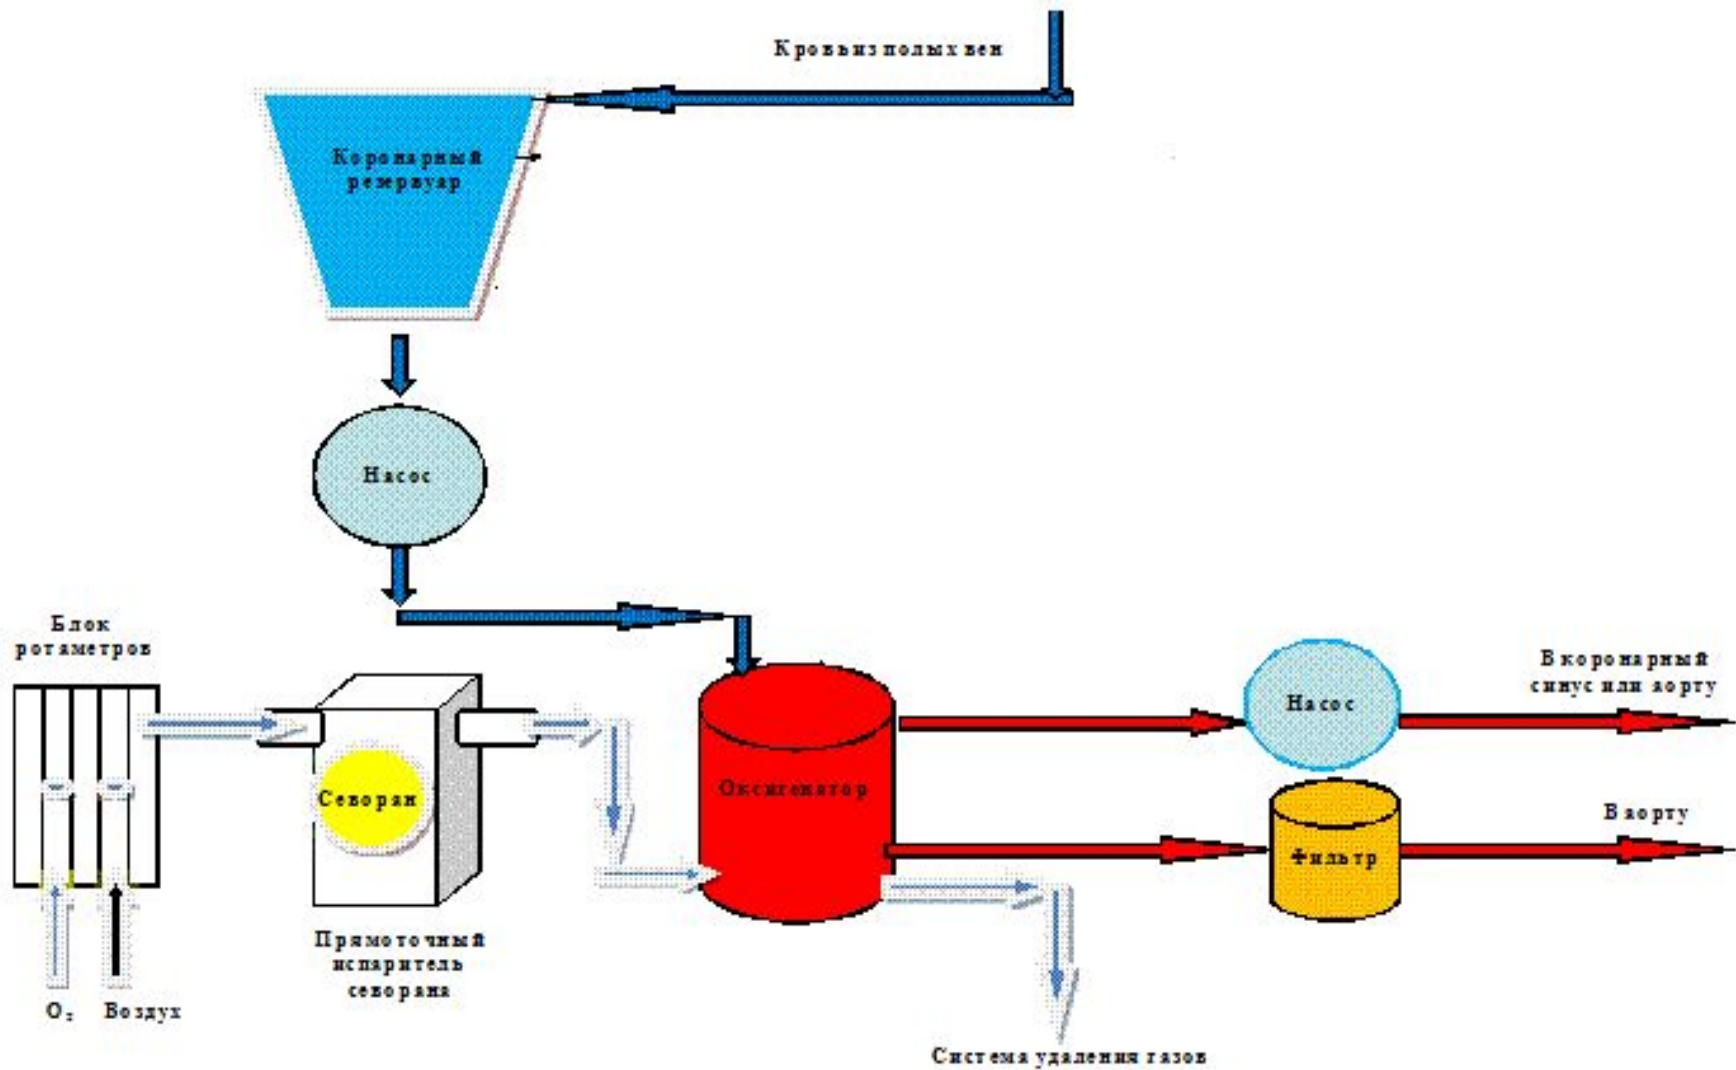 Кровь из полых вен
Коронарный
резервуар
Насос
Блок
ротаметров
Севоран
Прямоточный
испаритель
севорана
O₂
Воздух
Оксигенатор
Насос
В коронарный
синус или аорту
Фильтр
В аорту
Система удаления газов